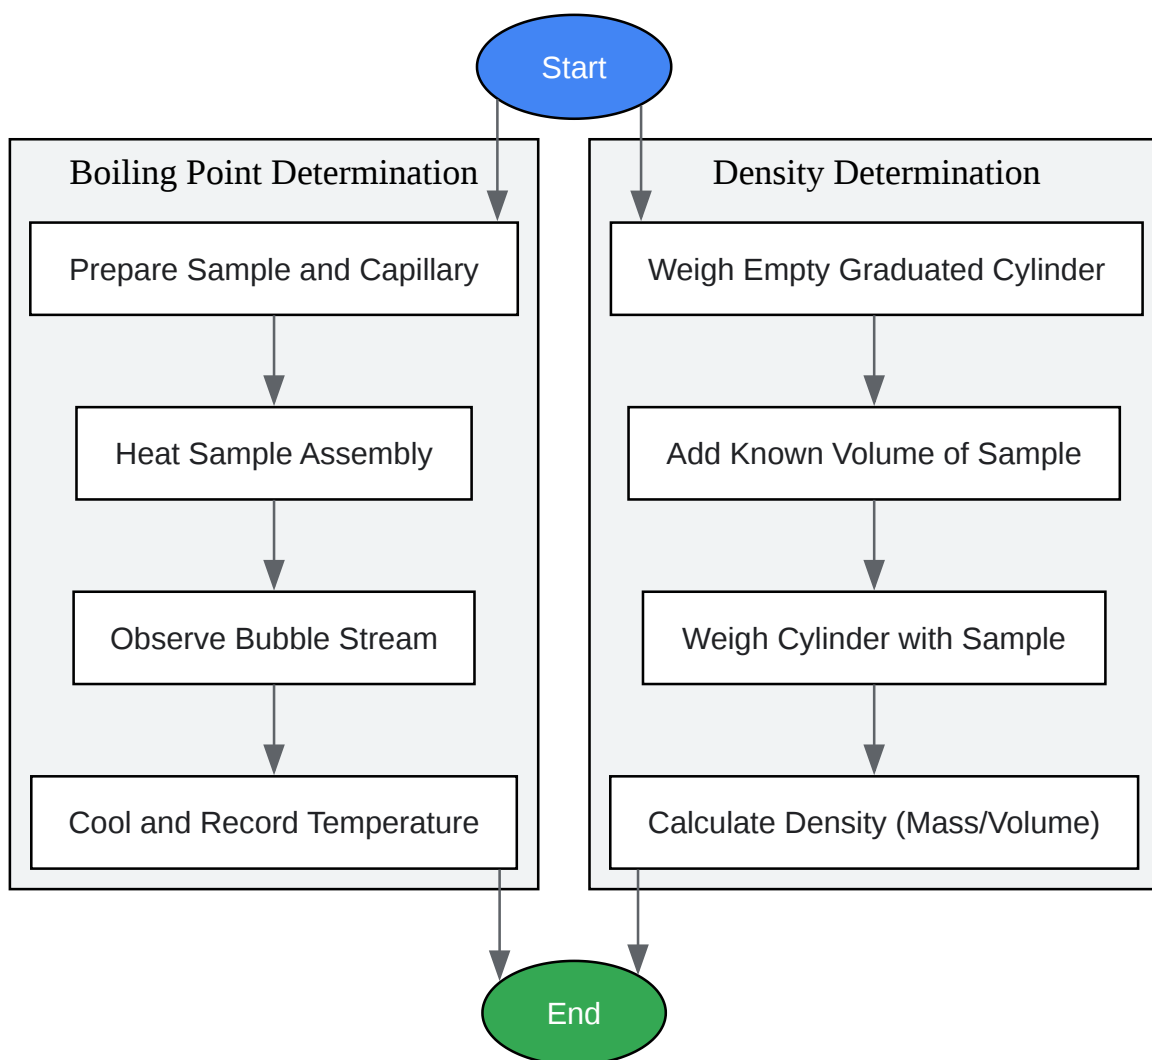 Start
Boiling Point Determination
Prepare Sample and Capillary
Heat Sample Assembly
Observe Bubble Stream
Cool and Record Temperature
Density Determination
Weigh Empty Graduated Cylinder
Add Known Volume of Sample
Weigh Cylinder with Sample
Calculate Density (Mass/Volume)
End